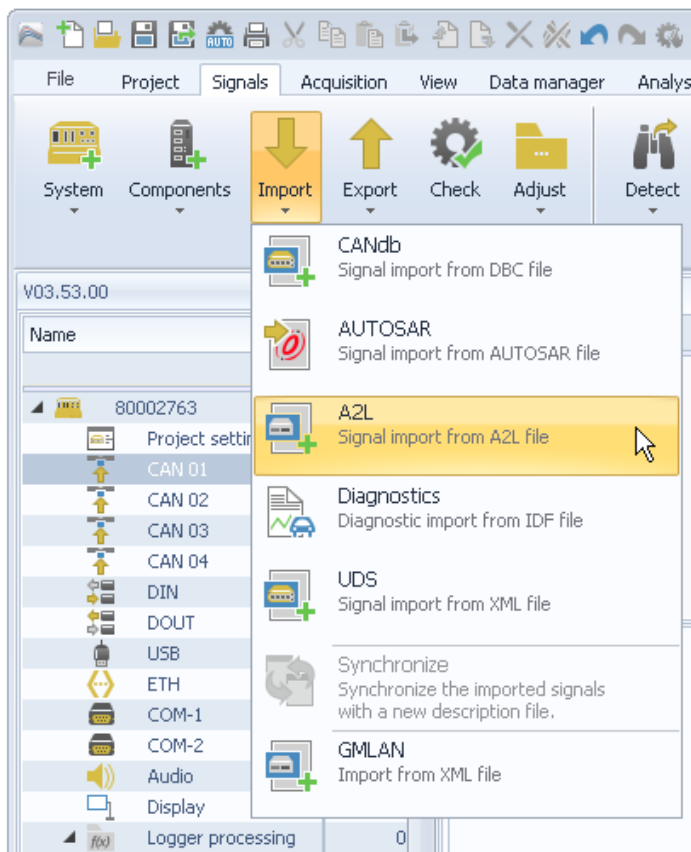 AUTO
File Project Signals Acquisition View Data manager Analys
System Components Import Export Check Adjust Detect
CANdb
Signal import from DBC file
V03.53.00
Name
AUTOSAR
Signal import from AUTOSAR file
80002763
A2L
Signal import from A2L file
Project settin
CAN 01
CAN 02
CAN 03
CAN 04
Diagnostics
Diagnostic import from IDF file
DIN
DOUT
UDS
Signal import from XML file
USB
ETH
COM-1
COM-2
Synchronize
Synchronize the imported signals
with a new description file.
GMLAN
Import from XML file
Audio
Display
f(x) Logger processing 0